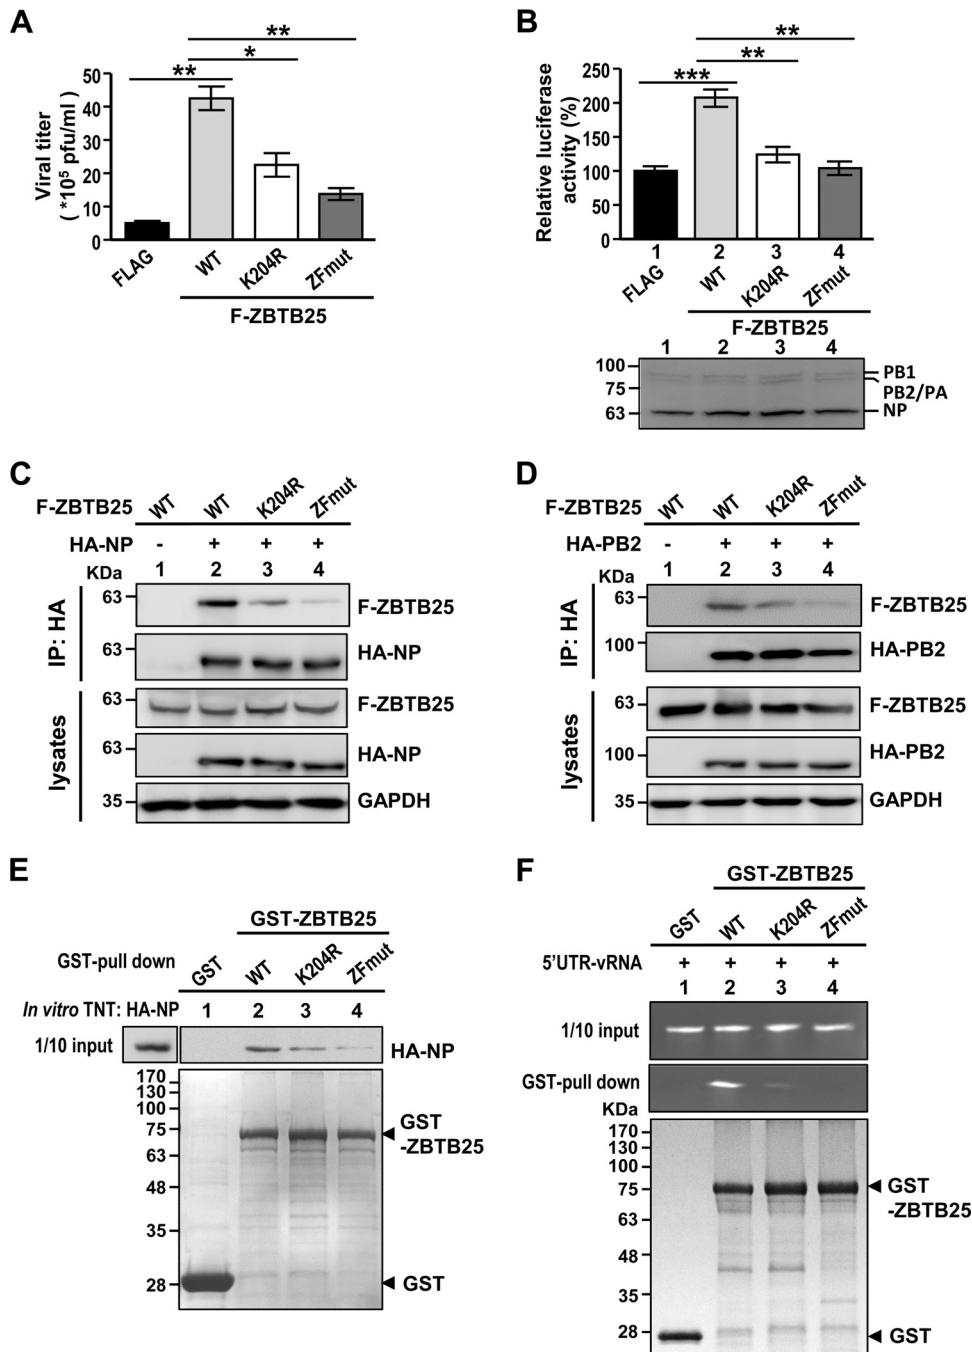 A
**
*
**
50
40
30
20
10
0
Viral titer
( *10⁵ pfu/ml )
FLAG
WT
K204R
ZFmut
F-ZBTB25
B
**
**
***
250
200
150
100
50
0
Relative luciferase
activity (%)
1 2 3 4
FLAG
WT
K204R
ZFmut
F-ZBTB25
1 2 3 4
100
75
63
PB1
PB2/PA
NP
C
F-ZBTB25 WT WT K204R ZFmut
HA-NP - + + +
KDa 1 2 3 4
IP: HA
63 F-ZBTB25
63 HA-NP
lysates
63 F-ZBTB25
63 HA-NP
35 GAPDH
D
F-ZBTB25 WT WT K204R ZFmut
HA-PB2 - + + +
KDa 1 2 3 4
IP: HA
63 F-ZBTB25
100 HA-PB2
lysates
63 F-ZBTB25
100 HA-PB2
35 GAPDH
E
GST-ZBTB25
GST-pull down GST WT K204R ZFmut
In vitro TNT: HA-NP 1 2 3 4
1/10 input HA-NP
170
130
100
75
63
48
35
28
GST
-ZBTB25
GST
F
GST-ZBTB25
GST WT K204R ZFmut
5'UTR-vRNA + + + +
1 2 3 4
1/10 input
GST-pull down
KDa
170
130
100
75
63
48
35
28
GST
-ZBTB25
GST